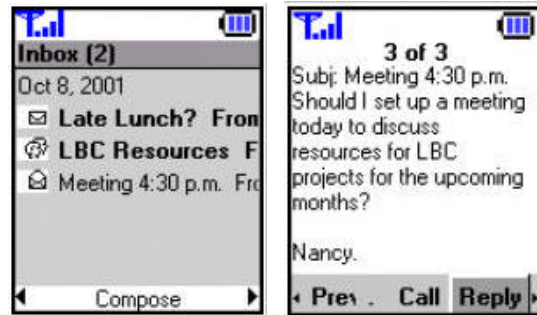 Inbox (2)
Oct 8, 2001
Late Lunch? From
LBC Resources F
Meeting 4:30 p.m. Fro
Compose
3 of 3
Subj: Meeting 4:30 p.m.
Should I set up a meeting
today to discuss
resources for LBC
projects for the upcoming
months?
Nancy.
Prev . Call Reply